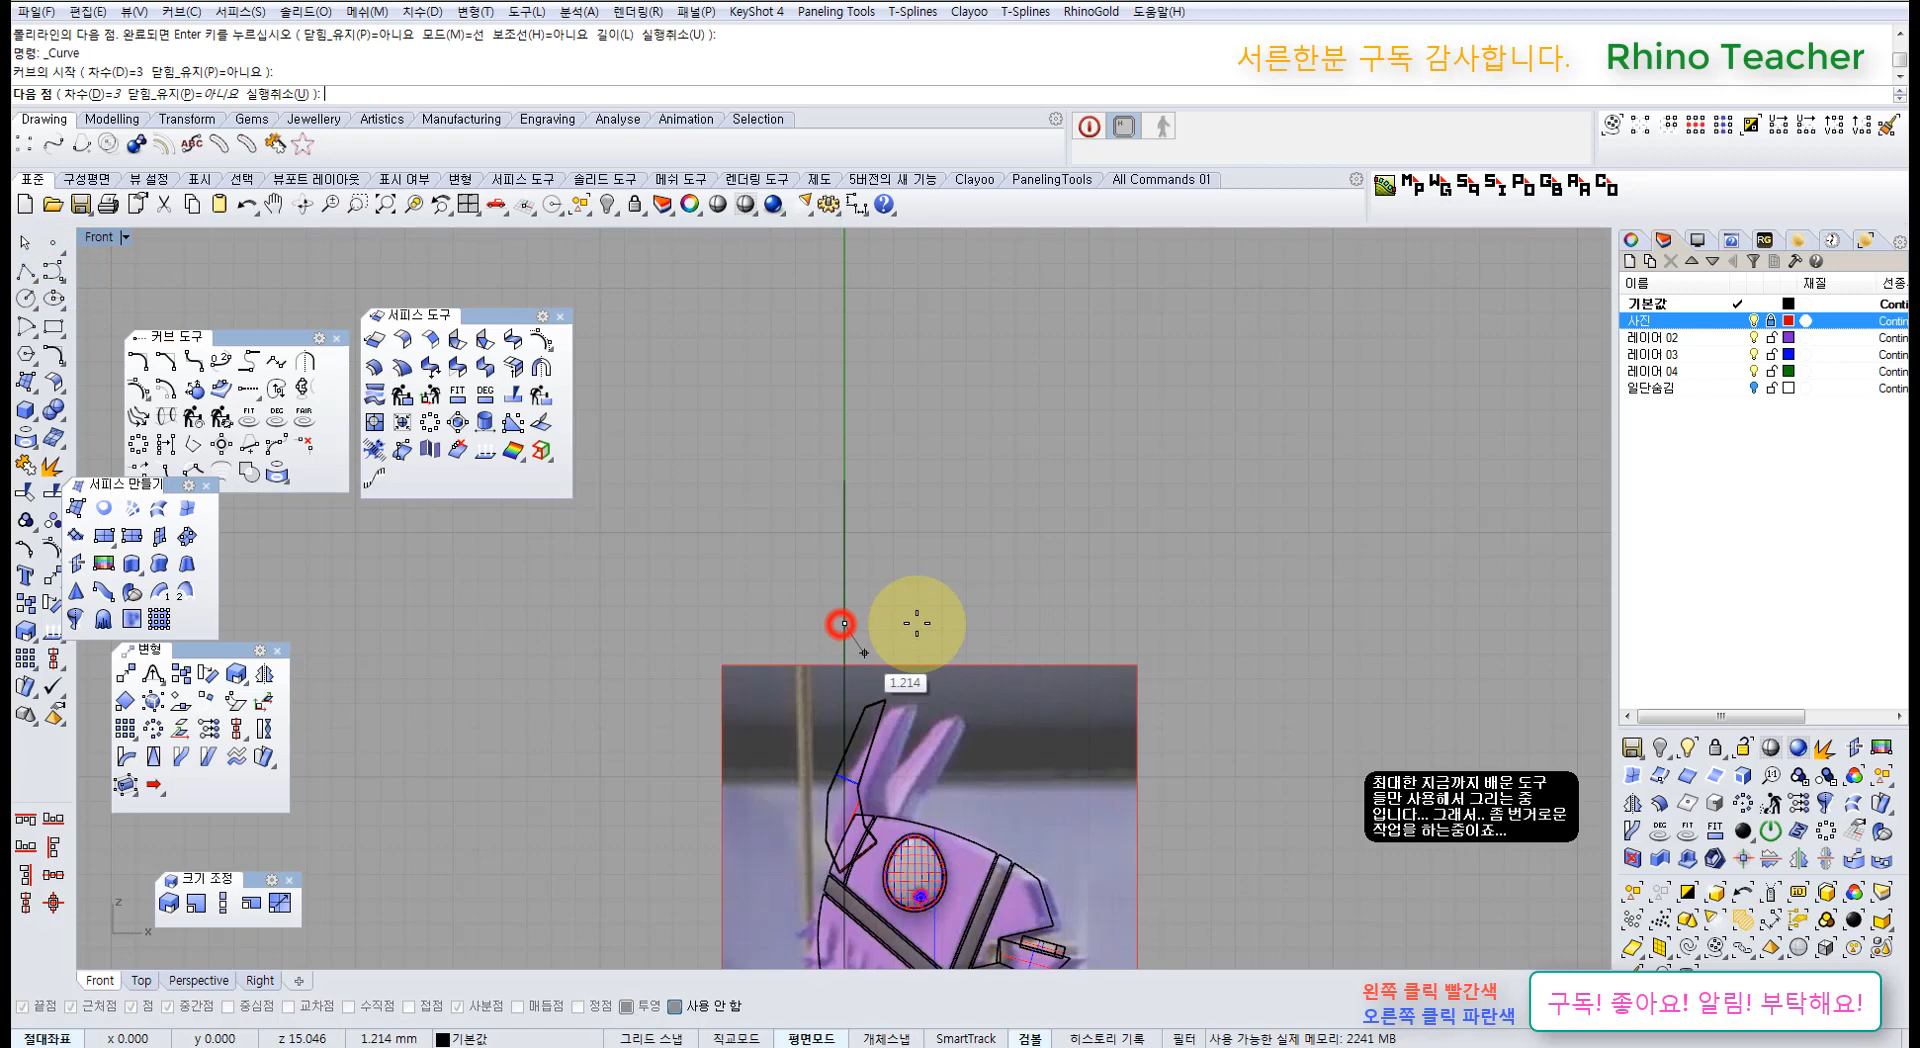 파일(F) 편집(E) 뷰(V) 커브(C) 서피스(S) 솔리드(O) 메쉬(M) 치수(D) 변형(T) 도구(L) 분석(A) 렌더링(R) 패널(P) KeyShot 4 Paneling Tools T-Splines Clayoo T-Splines RhinoGold 도움말(H)
폴리라인의 다음 점. 완료되면 Enter 키를 누르십시오 ( 닫힘_유지(P)=아니요 모드(M)=선 보조선(H)=아니요 길이(L) 실행취소(U) ):
명령: _Curve
커브의 시작 ( 차수(D)=3 닫힘_유지(P)=아니요 ):
다음 점 ( 차수(D)=3 닫힘_유지(P)=아니요 실행취소(U) ):
서른한분 구독 감사합니다. Rhino Teacher
Drawing Modelling Transform Gems Jewellery Artistics Manufacturing Engraving Analyse Animation Selection
표준 구성평면 뷰 설정 표시 선택 뷰포트 레이아웃 표시 여부 변형 서피스 도구 솔리드 도구 메쉬 도구 렌더링 도구 제도 5버전의 새 기능 Clayoo PanelingTools All Commands 01
Front
커브 도구
서피스 도구
서피스 만들기
변형
크기 조정
이름 재질 선종
기본값 Conti
사진 Contin
레이어 02 Contin
레이어 03 Contin
레이어 04 Contin
일단숨김 Contin
1.214
최대한 지금까지 배운 도구
들만 사용해서 그리는 중
입니다... 그래서.. 좀 번거로운
작업을 하는중이죠...
z
x
Front Top Perspective Right
끝점 근처점 점 중간점 중심점 교차점 수직점 접점 사분점 매듭점 정점 투영 사용 안 함
왼쪽 클릭 빨간색
오른쪽 클릭 파란색
구독! 좋아요! 알림! 부탁해요!
절대좌표 x 0.000 y 0.000 z 15.046 1.214 mm 기본값 그리드 스냅 직교모드 평면모드 개체스냅 SmartTrack 검볼 히스토리 기록 필터 사용 가능한 실제 메모리: 2241 MB